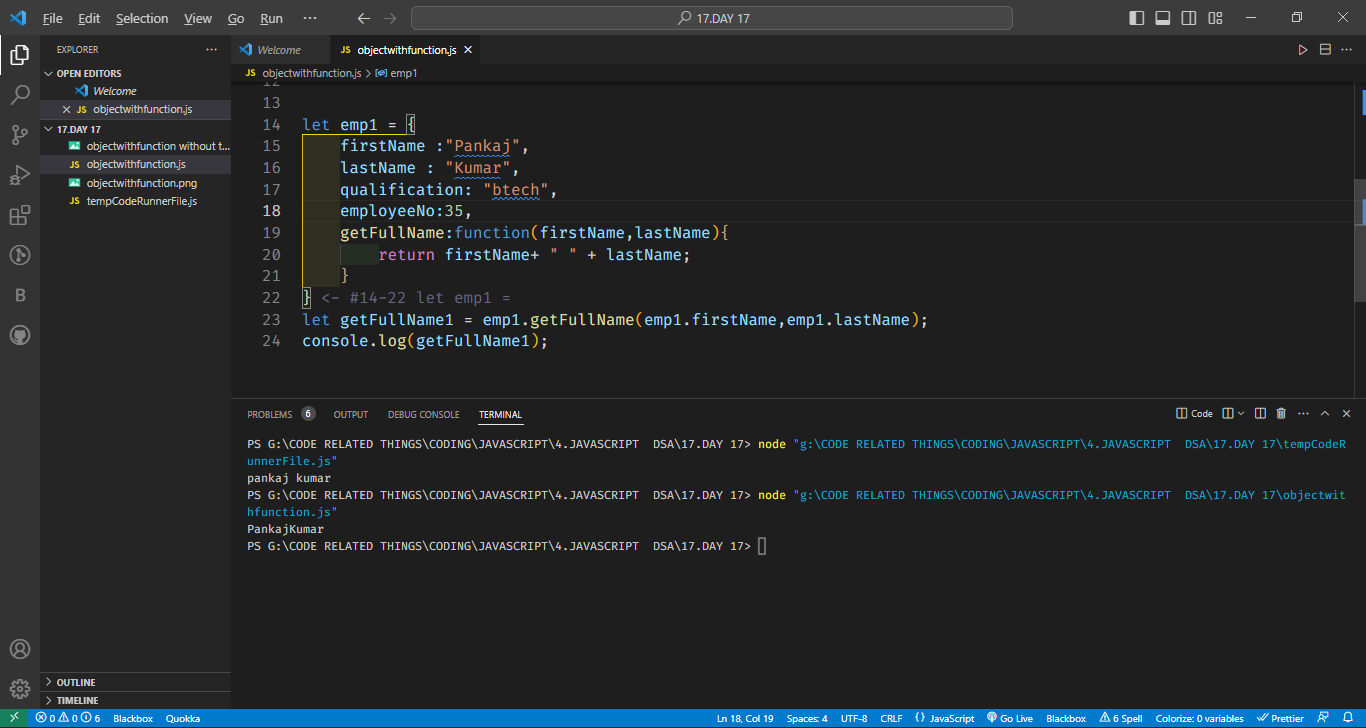 File Edit Selection View Go Run ··· 17.DAY 17
EXPLORER ···
OPEN EDITORS
Welcome
JS objectwithfunction.js
17.DAY 17
objectwithfunction without t...
JS objectwithfunction.js
objectwithfunction.png
JS tempCodeRunnerFile.js
OUTLINE
TIMELINE
Welcome JS objectwithfunction.js
JS objectwithfunction.js > emp1
13
14 let emp1 = {
15 firstName :"Pankaj",
16 lastName : "Kumar",
17 qualification: "btech",
18 employeeNo:35,
19 getFullName:function(firstName,lastName){
20 return firstName+ " " + lastName;
21 }
22 } <- #14-22 let emp1 =
23 let getFullName1 = emp1.getFullName(emp1.firstName,emp1.lastName);
24 console.log(getFullName1);
PROBLEMS 6 OUTPUT DEBUG CONSOLE TERMINAL Code
PS G:\CODE RELATED THINGS\CODING\JAVASCRIPT\4.JAVASCRIPT  DSA\17.DAY 17> node "g:\CODE RELATED THINGS\CODING\JAVASCRIPT\4.JAVASCRIPT  DSA\17.DAY 17\tempCodeR
unnerFile.js"
pankaj kumar
PS G:\CODE RELATED THINGS\CODING\JAVASCRIPT\4.JAVASCRIPT  DSA\17.DAY 17> node "g:\CODE RELATED THINGS\CODING\JAVASCRIPT\4.JAVASCRIPT  DSA\17.DAY 17\objectwit
hfunction.js"
PankajKumar
PS G:\CODE RELATED THINGS\CODING\JAVASCRIPT\4.JAVASCRIPT  DSA\17.DAY 17>
0 0 6 Blackbox Quokka Ln 18, Col 19 Spaces: 4 UTF-8 CRLF {} JavaScript Go Live Blackbox 6 Spell Colorize: 0 variables Prettier